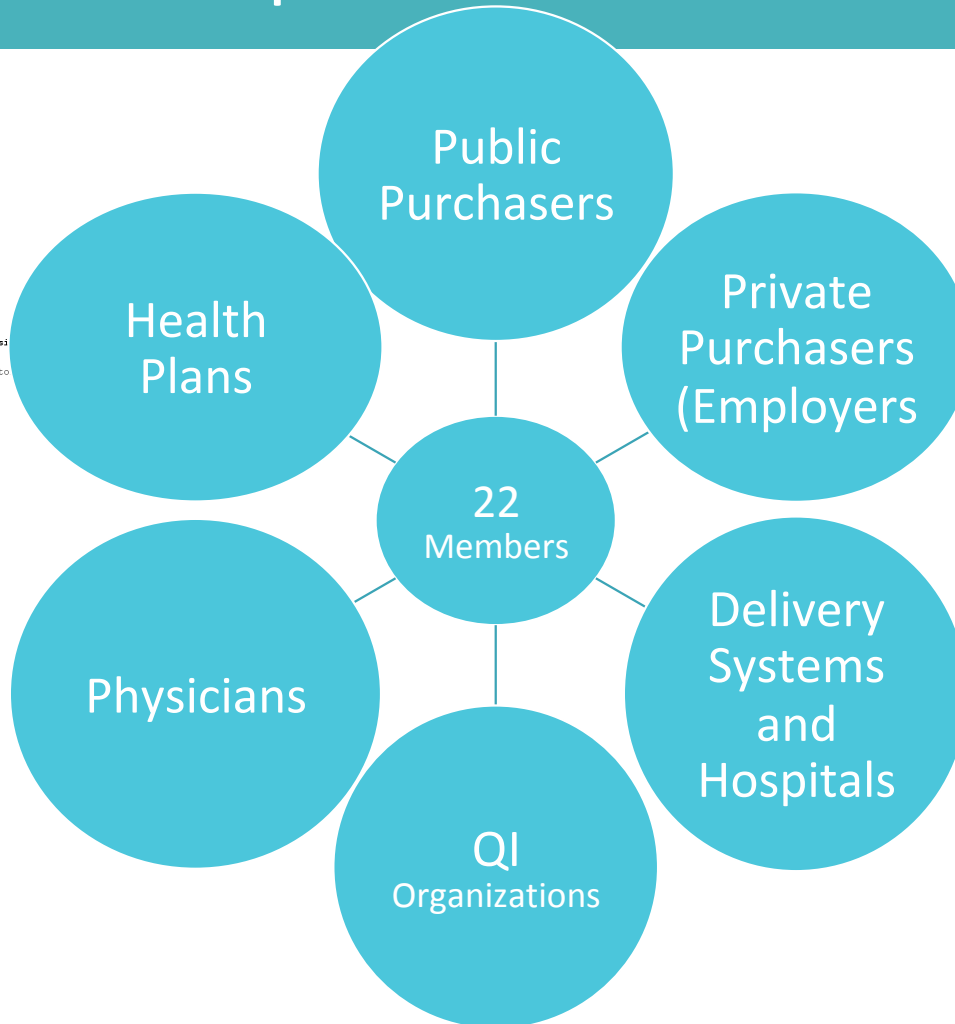 Public
Purchasers
Private
Purchasers
(Employers
Delivery
Systems
and
Hospitals
QI
Organizations
Physicians
Health
Plans
22
Members